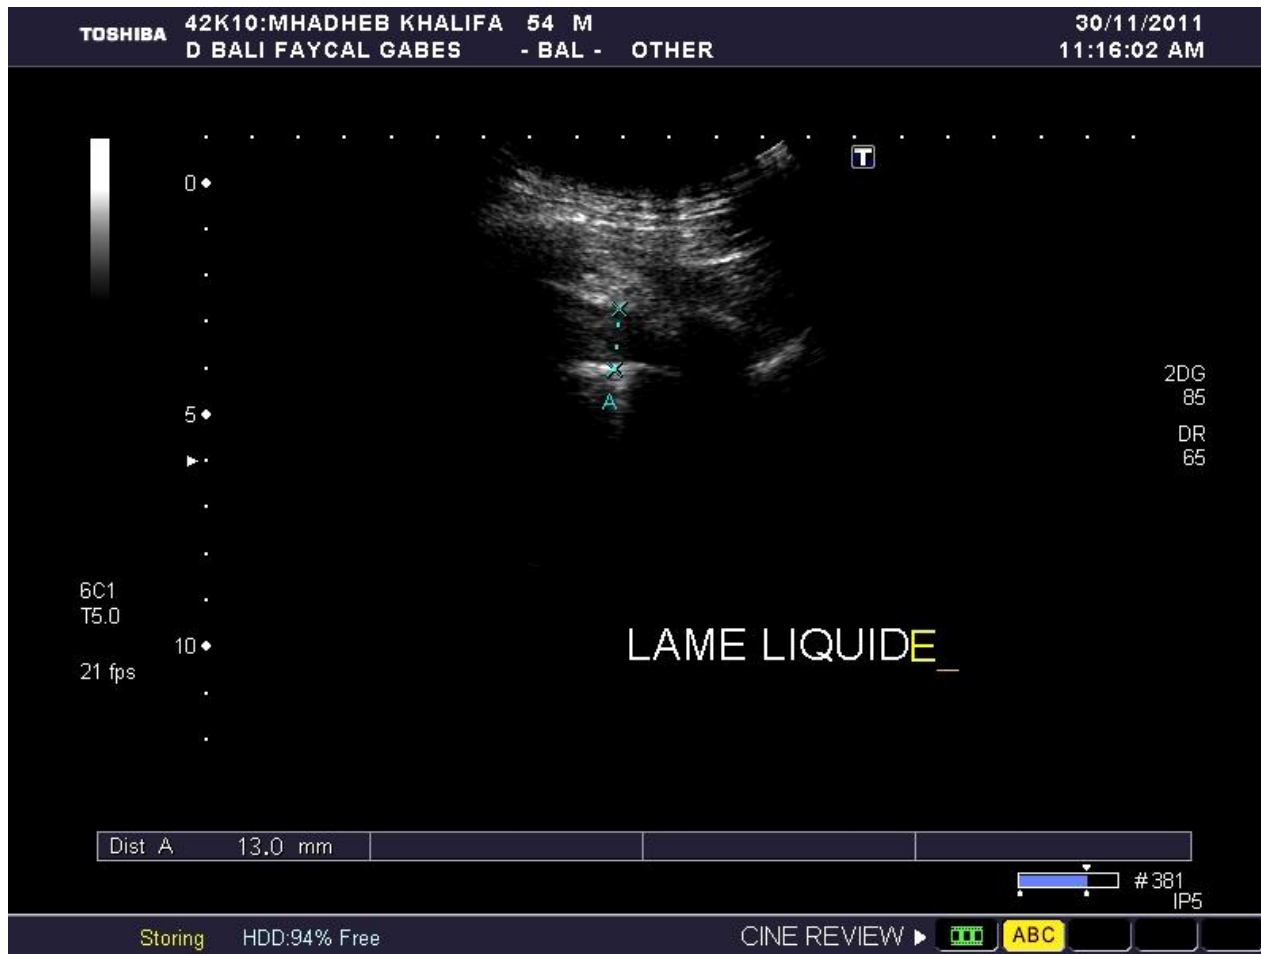 TOSHIBA 42K10:MHADHEB KHALIFA 54 M 30/11/2011
D BALI FAYCAL GABES - BAL - OTHER 11:16:02 AM
T
0
2DG
85
5
DR
65
A
6C1
T5.0
10
LAME LIQUIDE_
21 fps
Dist A 13.0 mm
#381
IP5
Storing HDD:94% Free CINE REVIEW ABC